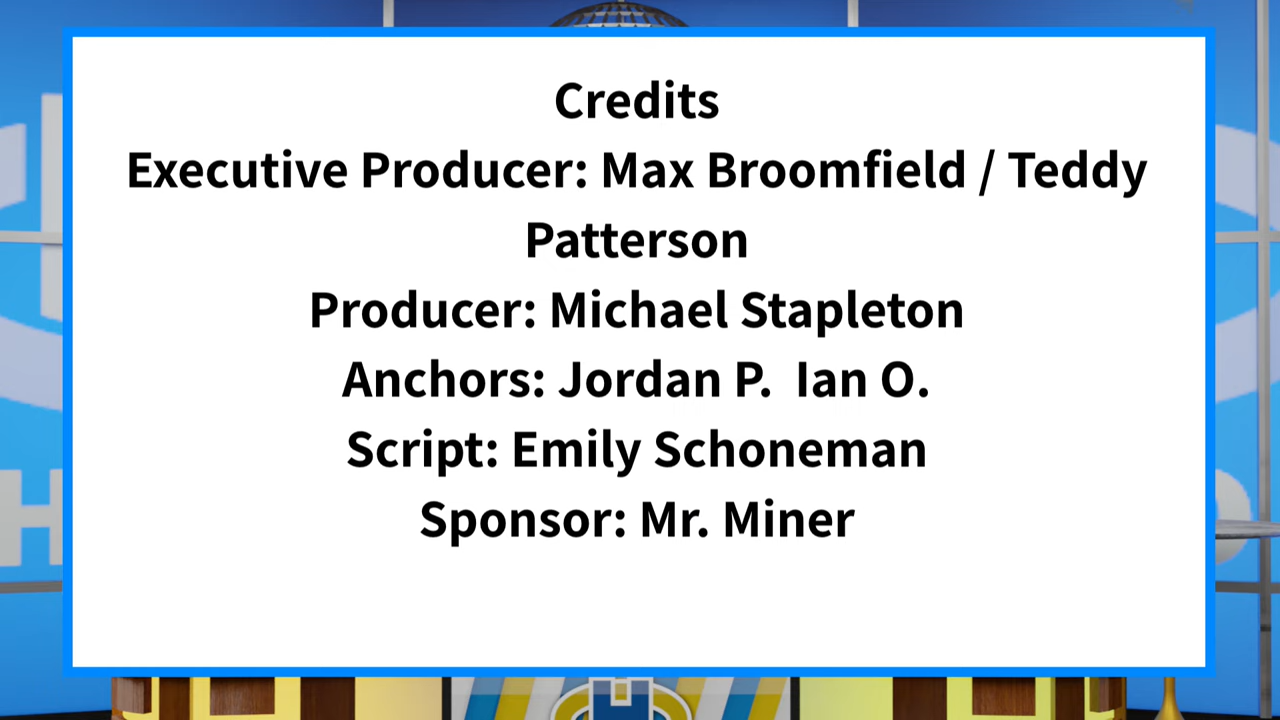 Credits
Executive Producer: Max Broomfield / Teddy
Patterson
Producer: Michael Stapleton
Anchors: Jordan P.  Ian O.
Script: Emily Schoneman
Sponsor: Mr. Miner